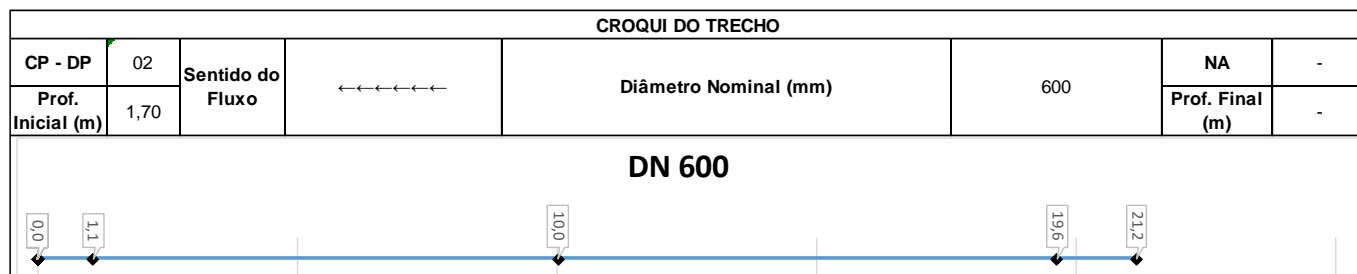 CROQUI DO TRECHO
CP - DP 02 Sentido do Fluxo ←←←←←← Diâmetro Nominal (mm) 600 NA -
Prof. Inicial (m) 1,70 Prof. Final (m) -
DN 600
0,0 1,1 10,0 19,6 21,2